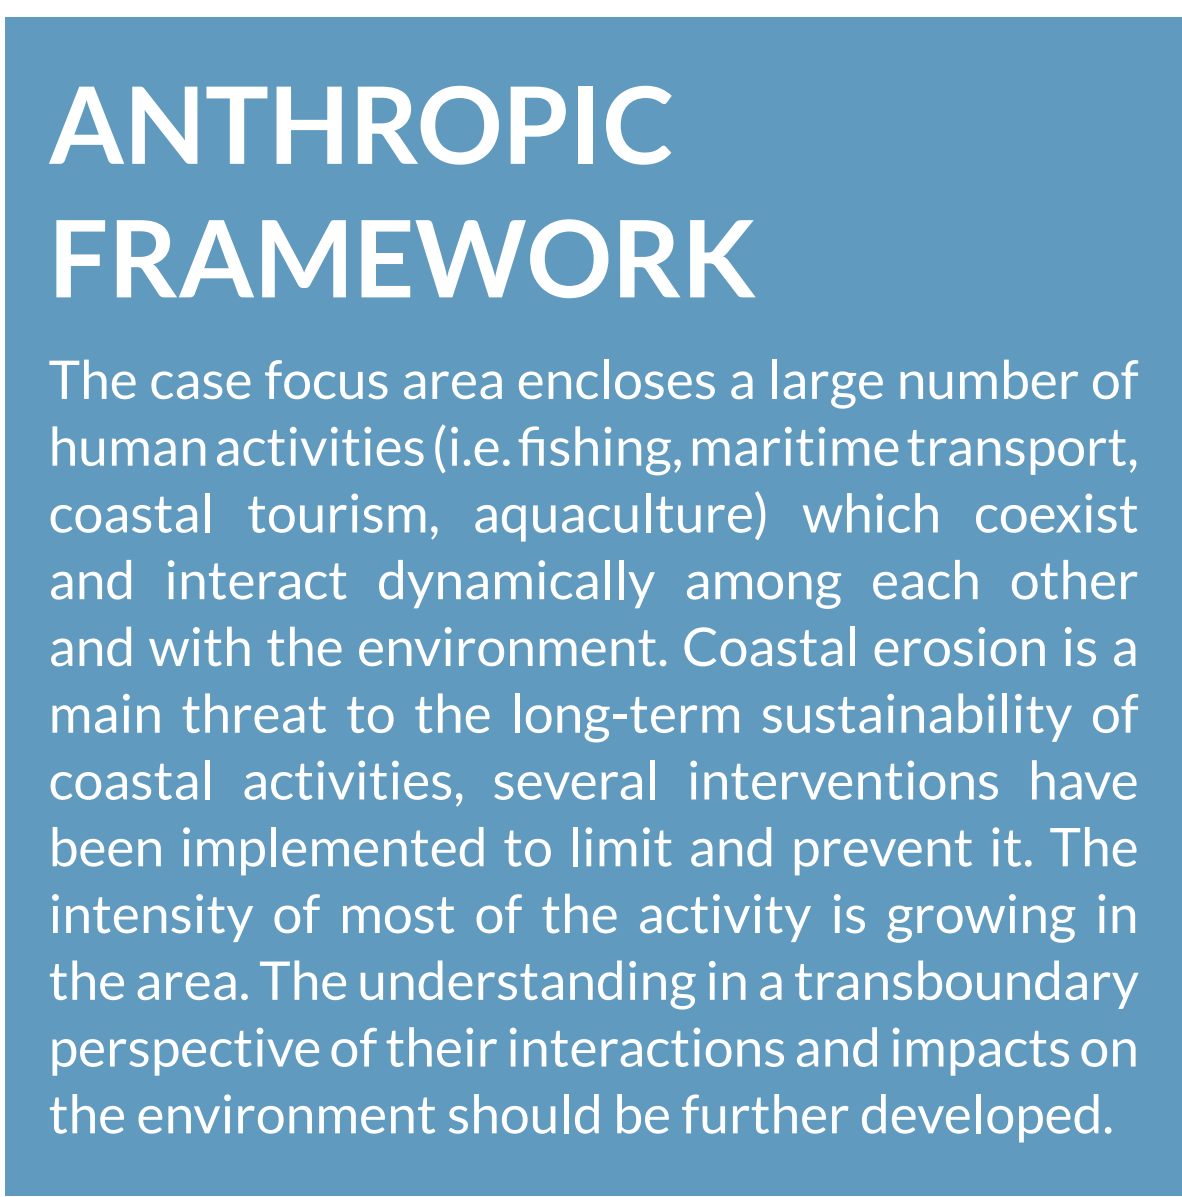 ANTHROPIC
FRAMEWORK
The case focus area encloses a large number of
human activities (i.e. fishing, maritime transport,
coastal tourism, aquaculture) which coexist
and interact dynamically among each other
and with the environment. Coastal erosion is a
main threat to the long-term sustainability of
coastal activities, several interventions have
been implemented to limit and prevent it. The
intensity of most of the activity is growing in
the area. The understanding in a transboundary
perspective of their interactions and impacts on
the environment should be further developed.